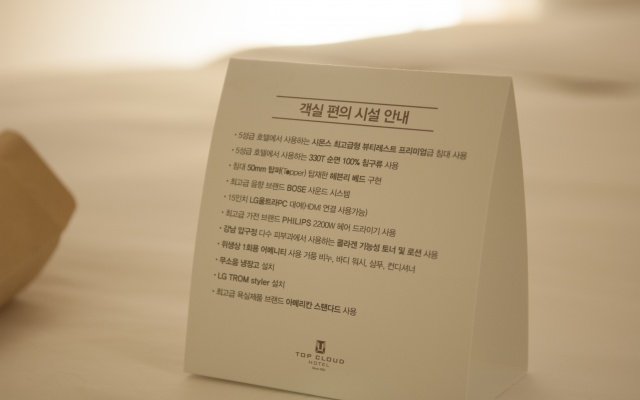 객실 편의 시설 안내
· 5성급 호텔에서 사용하는 시몬스 최고급형 뷰티레스트 프리미엄급 침대 사용
· 5성급 호텔에서 사용하는 330T 순면 100% 침구류 사용
· 침대 50mm 탑퍼(Topper) 탑재한 헤븐리 베드 구현
· 최고급 음향 브랜드 BOSE 사운드 시스템
· 15인치 LG울트라PC 대여(HDMI 연결 사용가능)
· 최고급 가전 브랜드 PHILIPS 2200W 헤어 드라이기 사용
· 강남 압구정 다수 피부과에서 사용하는 콜라겐 기능성 토너 및 로션 사용
· 위생상 1회용 어메니티 사용 거품 비누, 바디 워시, 샴푸, 컨디셔너
· 무소음 냉장고 설치
· LG TROM styler 설치
· 최고급 욕실제품 브랜드 아메리칸 스탠다드 사용
TOP CLOUD
HOTEL